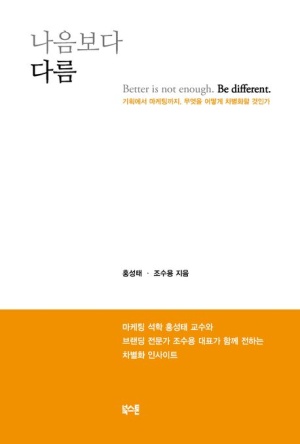 나음보다
다름
Better is not enough. Be different.
기획에서 마케팅까지, 무엇을 어떻게 차별화할 것인가
홍성태 · 조수용 지음
마케팅 석학 홍성태 교수와
브랜딩 전문가 조수용 대표가 함께 전하는
차별화 인사이트
북스톤